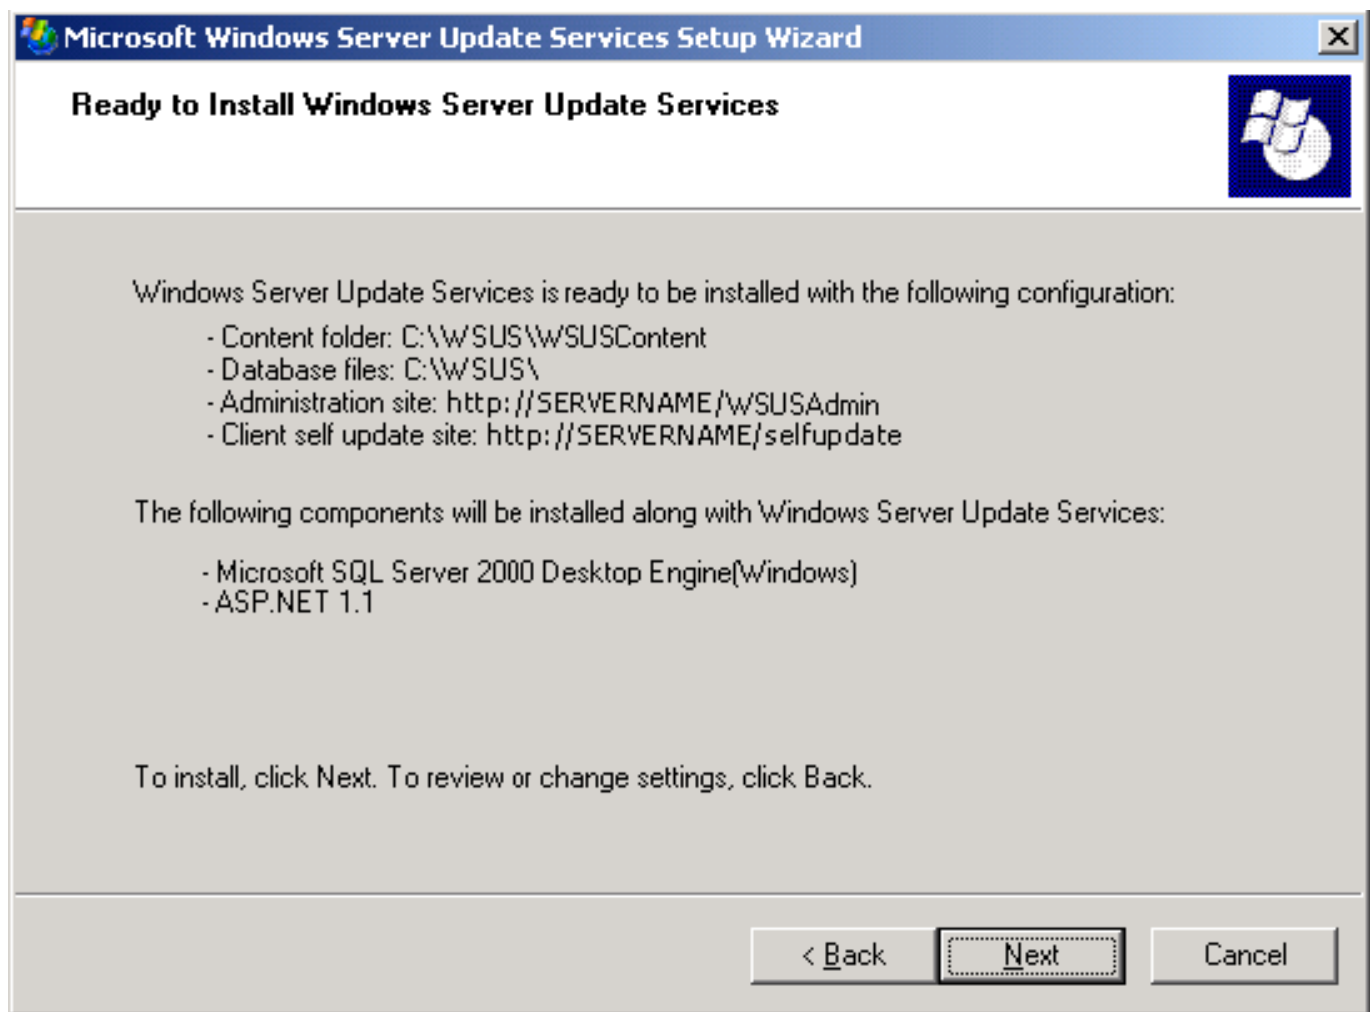 Microsoft Windows Server Update Services Setup Wizard
Ready to Install Windows Server Update Services
Windows Server Update Services is ready to be installed with the following configuration:
- Content folder: C:\WSUS\WSUSContent
- Database files: C:\WSUS\
- Administration site: http://SERVERNAME/WSUSAdmin
- Client self update site: http://SERVERNAME/selfupdate
The following components will be installed along with Windows Server Update Services:
- Microsoft SQL Server 2000 Desktop Engine(Windows)
- ASP.NET 1.1
To install, click Next. To review or change settings, click Back.
< Back Next Cancel